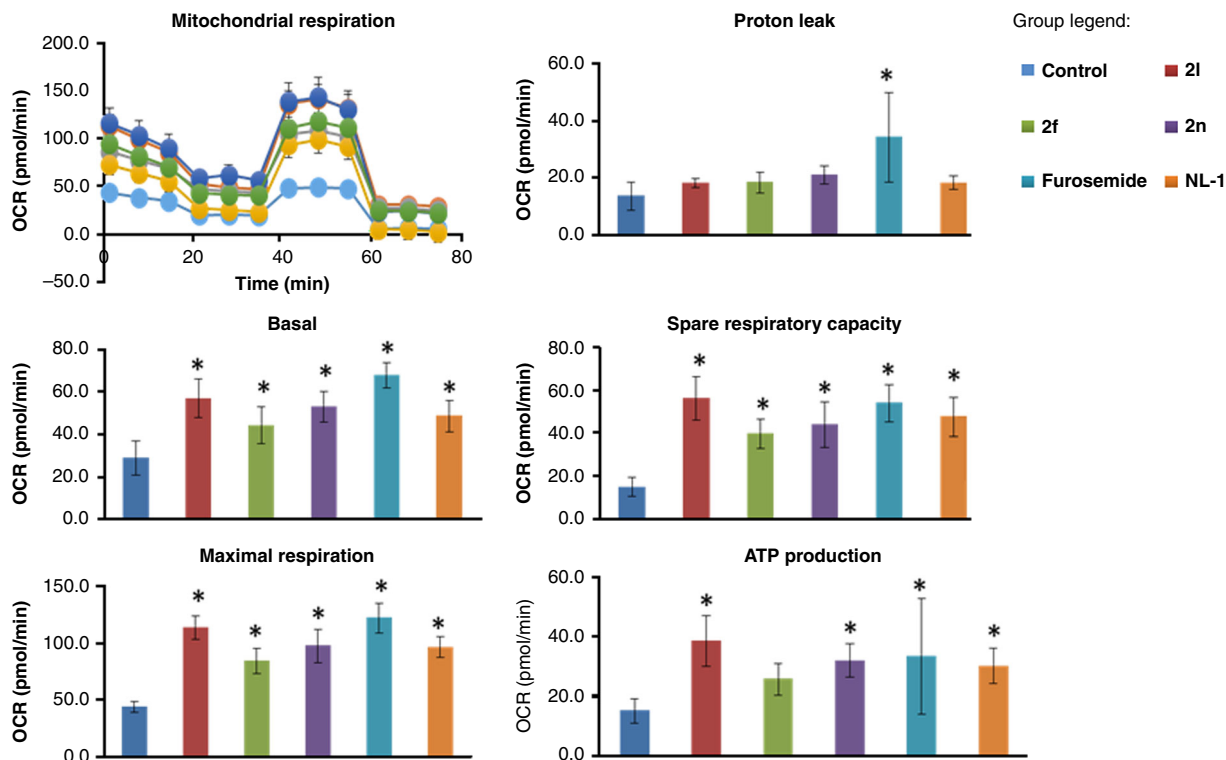 Mitochondrial respiration
OCR (pmol/min)
200.0
150.0
100.0
50.0
0.0
–50.0
0
20
40
60
80
Time (min)
Proton leak
OCR (pmol/min)
60.0
40.0
20.0
0.0
*
Group legend:
Control
2l
2f
2n
Furosemide
NL-1
Basal
OCR (pmol/min)
80.0
60.0
40.0
20.0
0.0
* * * * *
Spare respiratory capacity
OCR (pmol/min)
80.0
60.0
40.0
20.0
0.0
* * * * *
Maximal respiration
OCR (pmol/min)
150.0
100.0
50.0
0.0
* * * * *
ATP production
OCR (pmol/min)
60.0
40.0
20.0
0.0
* * * *